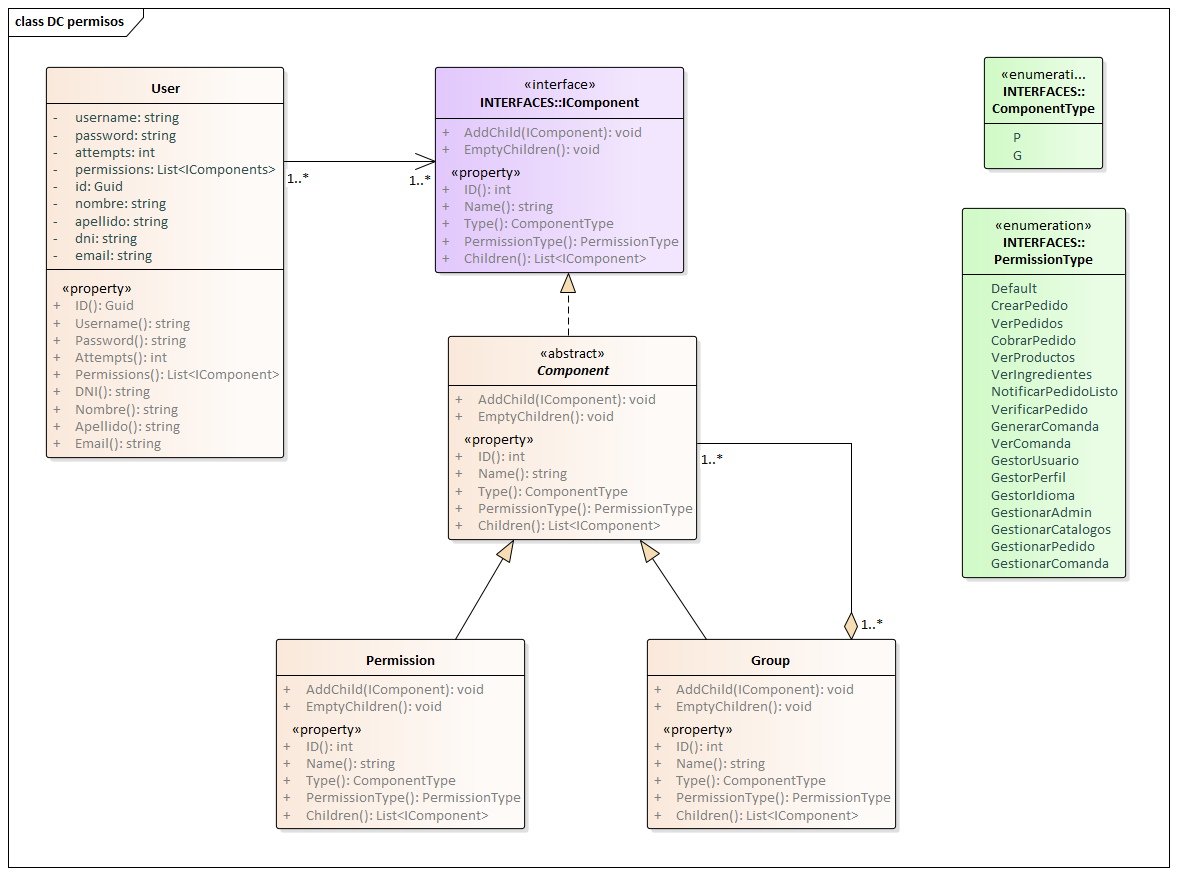 class DC permisos
User
- username: string
- password: string
- attempts: int
- permissions: List<IComponents>
- id: Guid
- nombre: string
- apellido: string
- dni: string
- email: string
«property»
+ ID(): Guid
+ Username(): string
+ Password(): string
+ Attempts(): int
+ Permissions(): List<IComponent>
+ DNI(): string
+ Nombre(): string
+ Apellido(): string
+ Email(): string
1..*
1..*
«interface»
INTERFACES::IComponent
+ AddChild(IComponent): void
+ EmptyChildren(): void
«property»
+ ID(): int
+ Name(): string
+ Type(): ComponentType
+ PermissionType(): PermissionType
+ Children(): List<IComponent>
«enumerati...
INTERFACES::
ComponentType
P
G
«enumeration»
INTERFACES::
PermissionType
Default
CrearPedido
VerPedidos
CobrarPedido
VerProductos
VerIngredientes
NotificarPedidoListo
VerificarPedido
GenerarComanda
VerComanda
GestorUsuario
GestorPerfil
GestorIdioma
GestionarAdmin
GestionarCatalogos
GestionarPedido
GestionarComanda
«abstract»
Component
+ AddChild(IComponent): void
+ EmptyChildren(): void
«property»
+ ID(): int
+ Name(): string
+ Type(): ComponentType
+ PermissionType(): PermissionType
+ Children(): List<IComponent>
1..*
1..*
Permission
+ AddChild(IComponent): void
+ EmptyChildren(): void
«property»
+ ID(): int
+ Name(): string
+ Type(): ComponentType
+ PermissionType(): PermissionType
+ Children(): List<IComponent>
Group
+ AddChild(IComponent): void
+ EmptyChildren(): void
«property»
+ ID(): int
+ Name(): string
+ Type(): ComponentType
+ PermissionType(): PermissionType
+ Children(): List<IComponent>